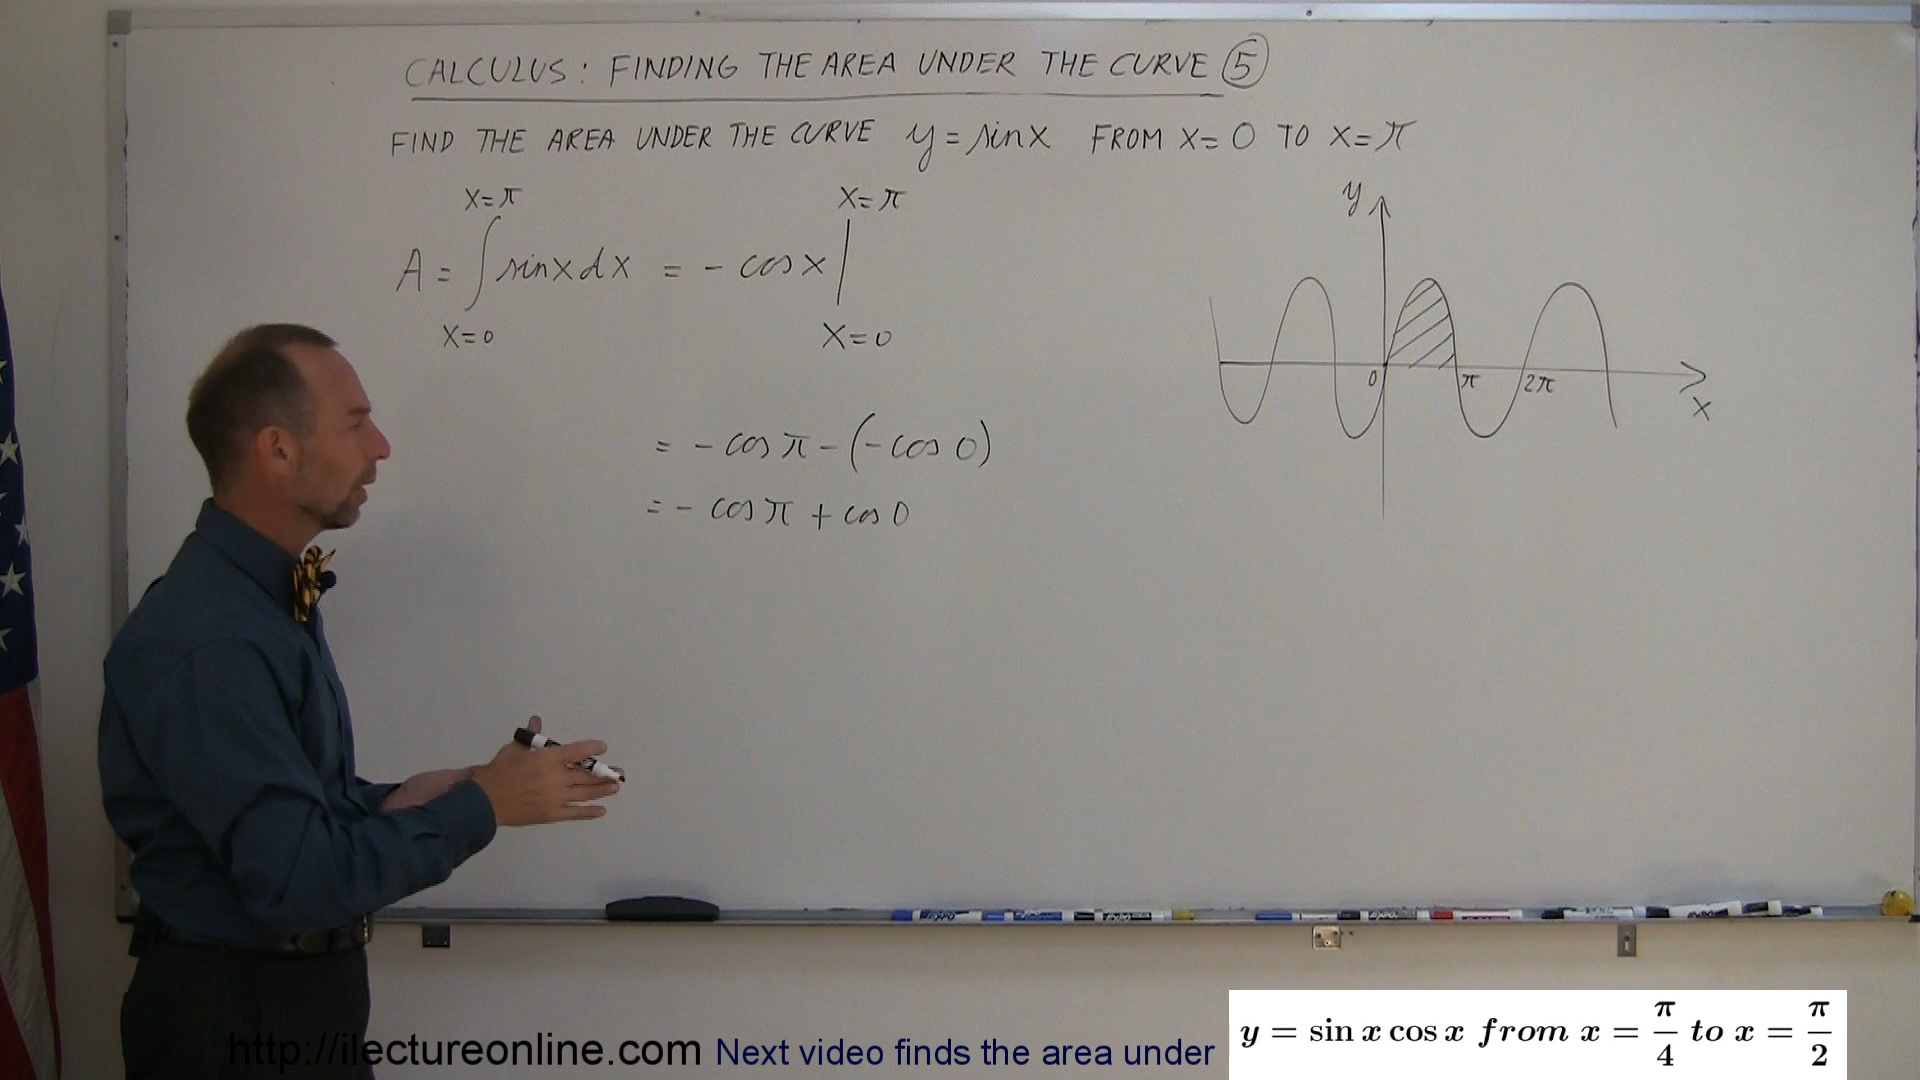 CALCULUS: FINDING THE AREA UNDER THE CURVE 5
FIND THE AREA UNDER THE CURVE y = sin x FROM X = 0 TO X = π
X = π
A = ∫ sin x dx = - cos x |
X = 0
X = π
X = 0
= - cos π - (- cos 0)
= - cos π + cos 0
y
0 π 2π
x
http://ilectureonline.com Next video finds the area under y = sin x cos x from x = π/4 to x = π/2